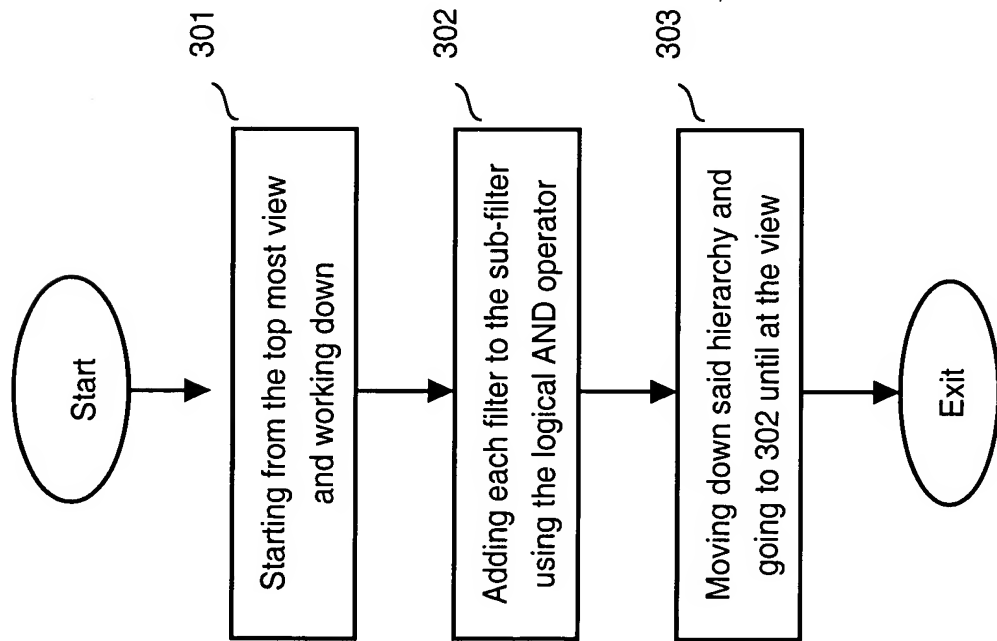 Start
301
Starting from the top most view
and working down
302
Adding each filter to the sub-filter
using the logical AND operator
303
Moving down said hierarchy and
going to 302 until at the view
Exit